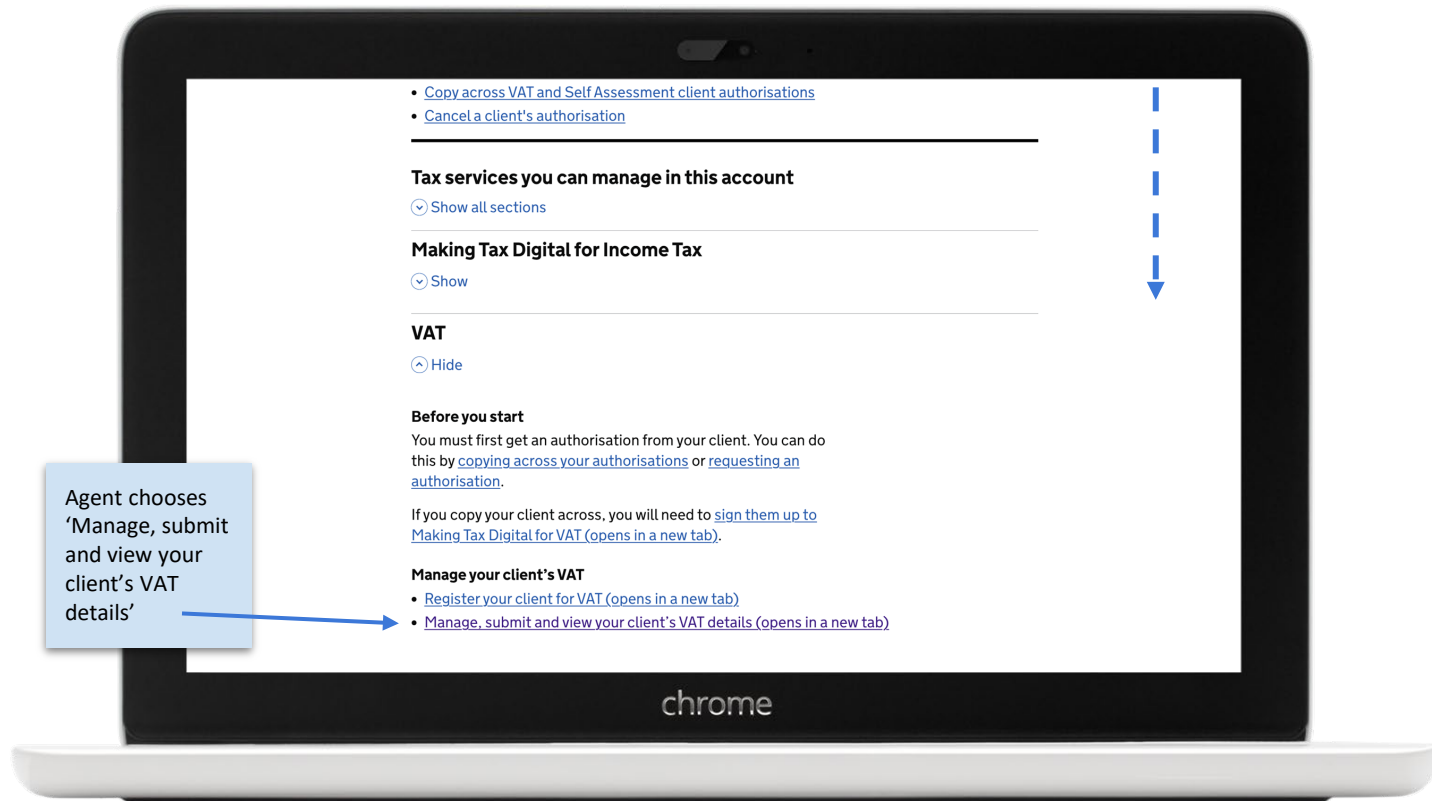 • Copy across VAT and Self Assessment client authorisations
• Cancel a client's authorisation
Tax services you can manage in this account
Show all sections
Making Tax Digital for Income Tax
Show
VAT
Hide
Before you start
You must first get an authorisation from your client. You can do
this by copying across your authorisations or requesting an
authorisation.
If you copy your client across, you will need to sign them up to
Making Tax Digital for VAT (opens in a new tab).
Manage your client’s VAT
• Register your client for VAT (opens in a new tab)
• Manage, submit and view your client’s VAT details (opens in a new tab)
Agent chooses
‘Manage, submit
and view your
client’s VAT
details’
chrome